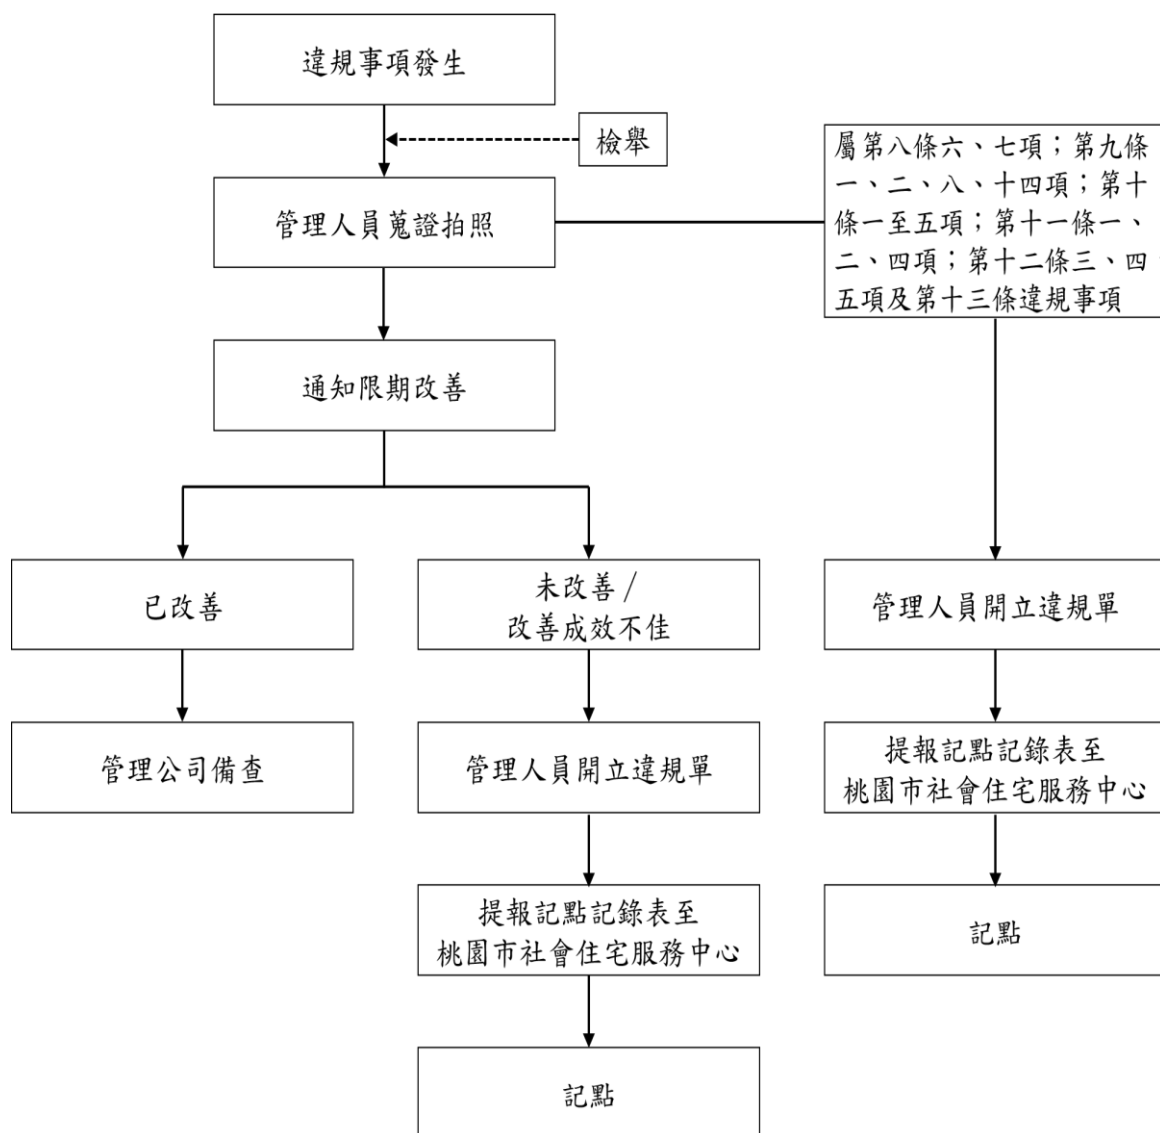 違規事項發生
檢舉
管理人員蒐證拍照
屬第八條六、七項；第九條
一、二、八、十四項；第十
條一至五項；第十一條一、
二、四項；第十二條三、四、
五項及第十三條違規事項
通知限期改善
已改善
未改善/
改善成效不佳
管理人員開立違規單
管理公司備查
管理人員開立違規單
提報記點記錄表至
桃園市社會住宅服務中心
提報記點記錄表至
桃園市社會住宅服務中心
記點
記點